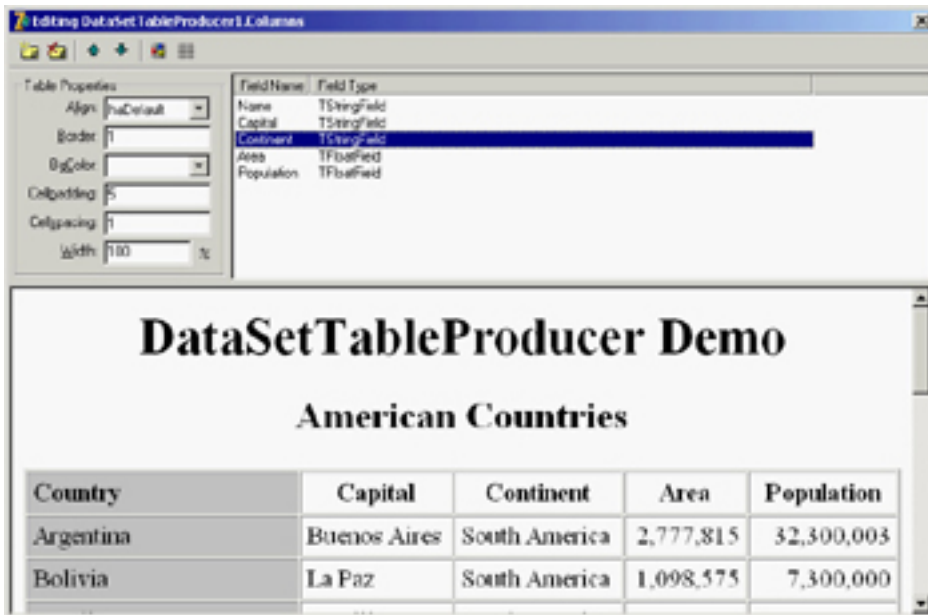 Editing DataSetTableProducer1.Columns
Table Properties
Align: haDefault
Border: 1
BgColor:
Cellpadding: 5
Cellspacing: 1
Width: 100 %
Field Name Field Type
Name TStringField
Capital TStringField
Continent TStringField
Area TFloatField
Population TFloatField
DataSetTableProducer Demo
American Countries
Country Capital Continent Area Population
Argentina Buenos Aires South America 2,777,815 32,300,003
Bolivia La Paz South America 1,098,575 7,300,000